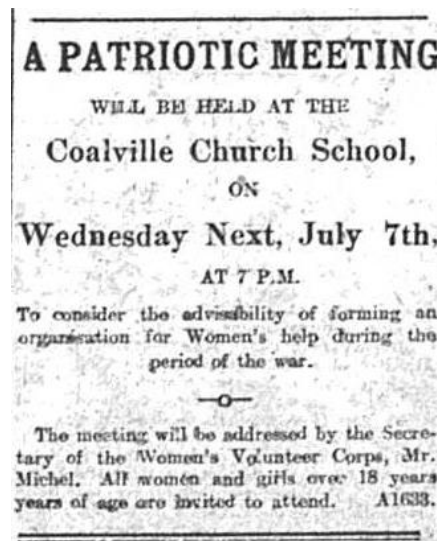 A PATRIOTIC MEETING
WILL BE HELD AT THE
Coalville Church School,
ON
Wednesday Next, July 7th,
AT 7 P.M.
To consider the advisability of forming an
organisation for Women's help during the
period of the war.
The meeting will be addressed by the Secre-
tary of the Women's Volunteer Corps, Mr.
Michel. All women and girls over 18 years
years of age are invited to attend. A1633.